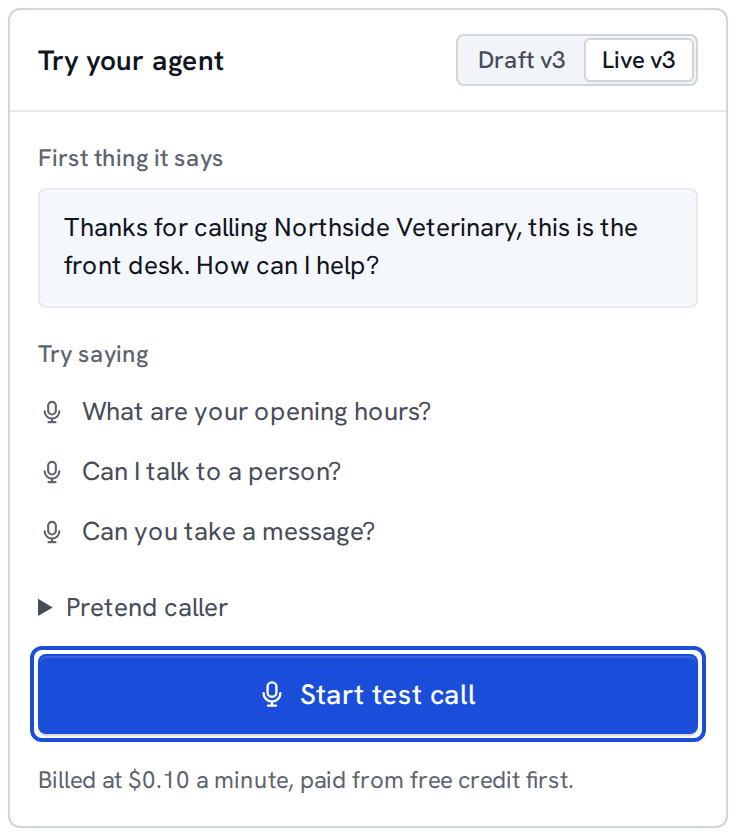 Try your agent
Draft v3
Live v3
First thing it says
Thanks for calling Northside Veterinary, this is the
front desk. How can I help?
Try saying
What are your opening hours?
Can I talk to a person?
Can you take a message?
Pretend caller
Start test call
Billed at $0.10 a minute, paid from free credit first.